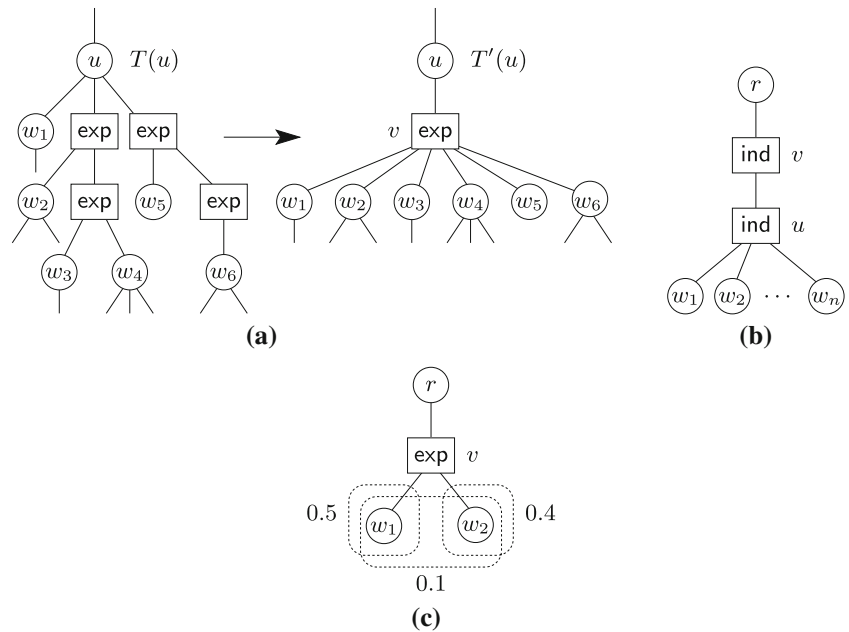 u T(u)
w₁ exp exp
w₂ exp w₅ exp
w₃ w₄ w₆
(a)
u T′(u)
v exp
w₁ w₂ w₃ w₄ w₅ w₆
r
ind v
ind u
w₁ w₂ ⋯ wₙ
(b)
r
exp v
0.5 w₁ w₂ 0.4
0.1
(c)